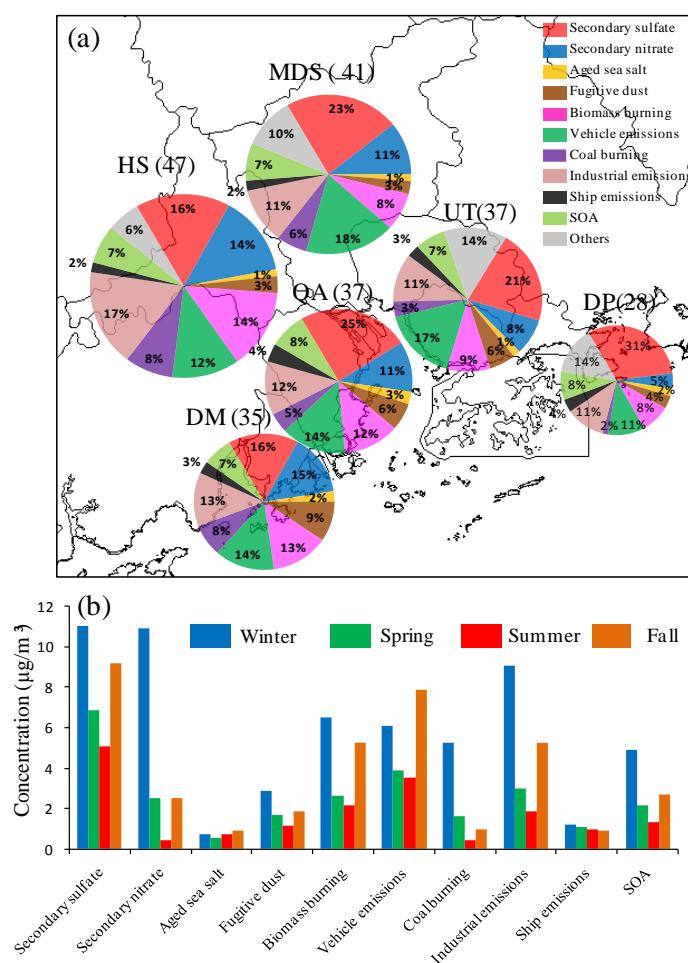 (a)
Secondary sulfate
Secondary nitrate
Aged sea salt
Fugitive dust
Biomass burning
Vehicle emissions
Coal burning
Industrial emissions
Ship emissions
SOA
Others
MDS (41)
23%
11%
1%
3%
8%
18%
6%
11%
2%
7%
10%
HS (47)
16%
14%
1%
3%
14%
12%
8%
17%
2%
7%
6%
UT(37)
21%
8%
1%
6%
9%
17%
3%
11%
3%
7%
14%
QA (37)
25%
11%
3%
6%
12%
14%
5%
12%
4%
8%
DP(28)
31%
5%
2%
4%
8%
11%
2%
11%
4%
8%
14%
DM (35)
16%
15%
2%
9%
13%
14%
8%
13%
3%
7%
(b)
Winter
Spring
Summer
Fall
Concentration (μg/m³)
12
10
8
6
4
2
0
Secondary sulfate
Secondary nitrate
Aged sea salt
Fugitive dust
Biomass burning
Vehicle emissions
Coal burning
Industrial emissions
Ship emissions
SOA